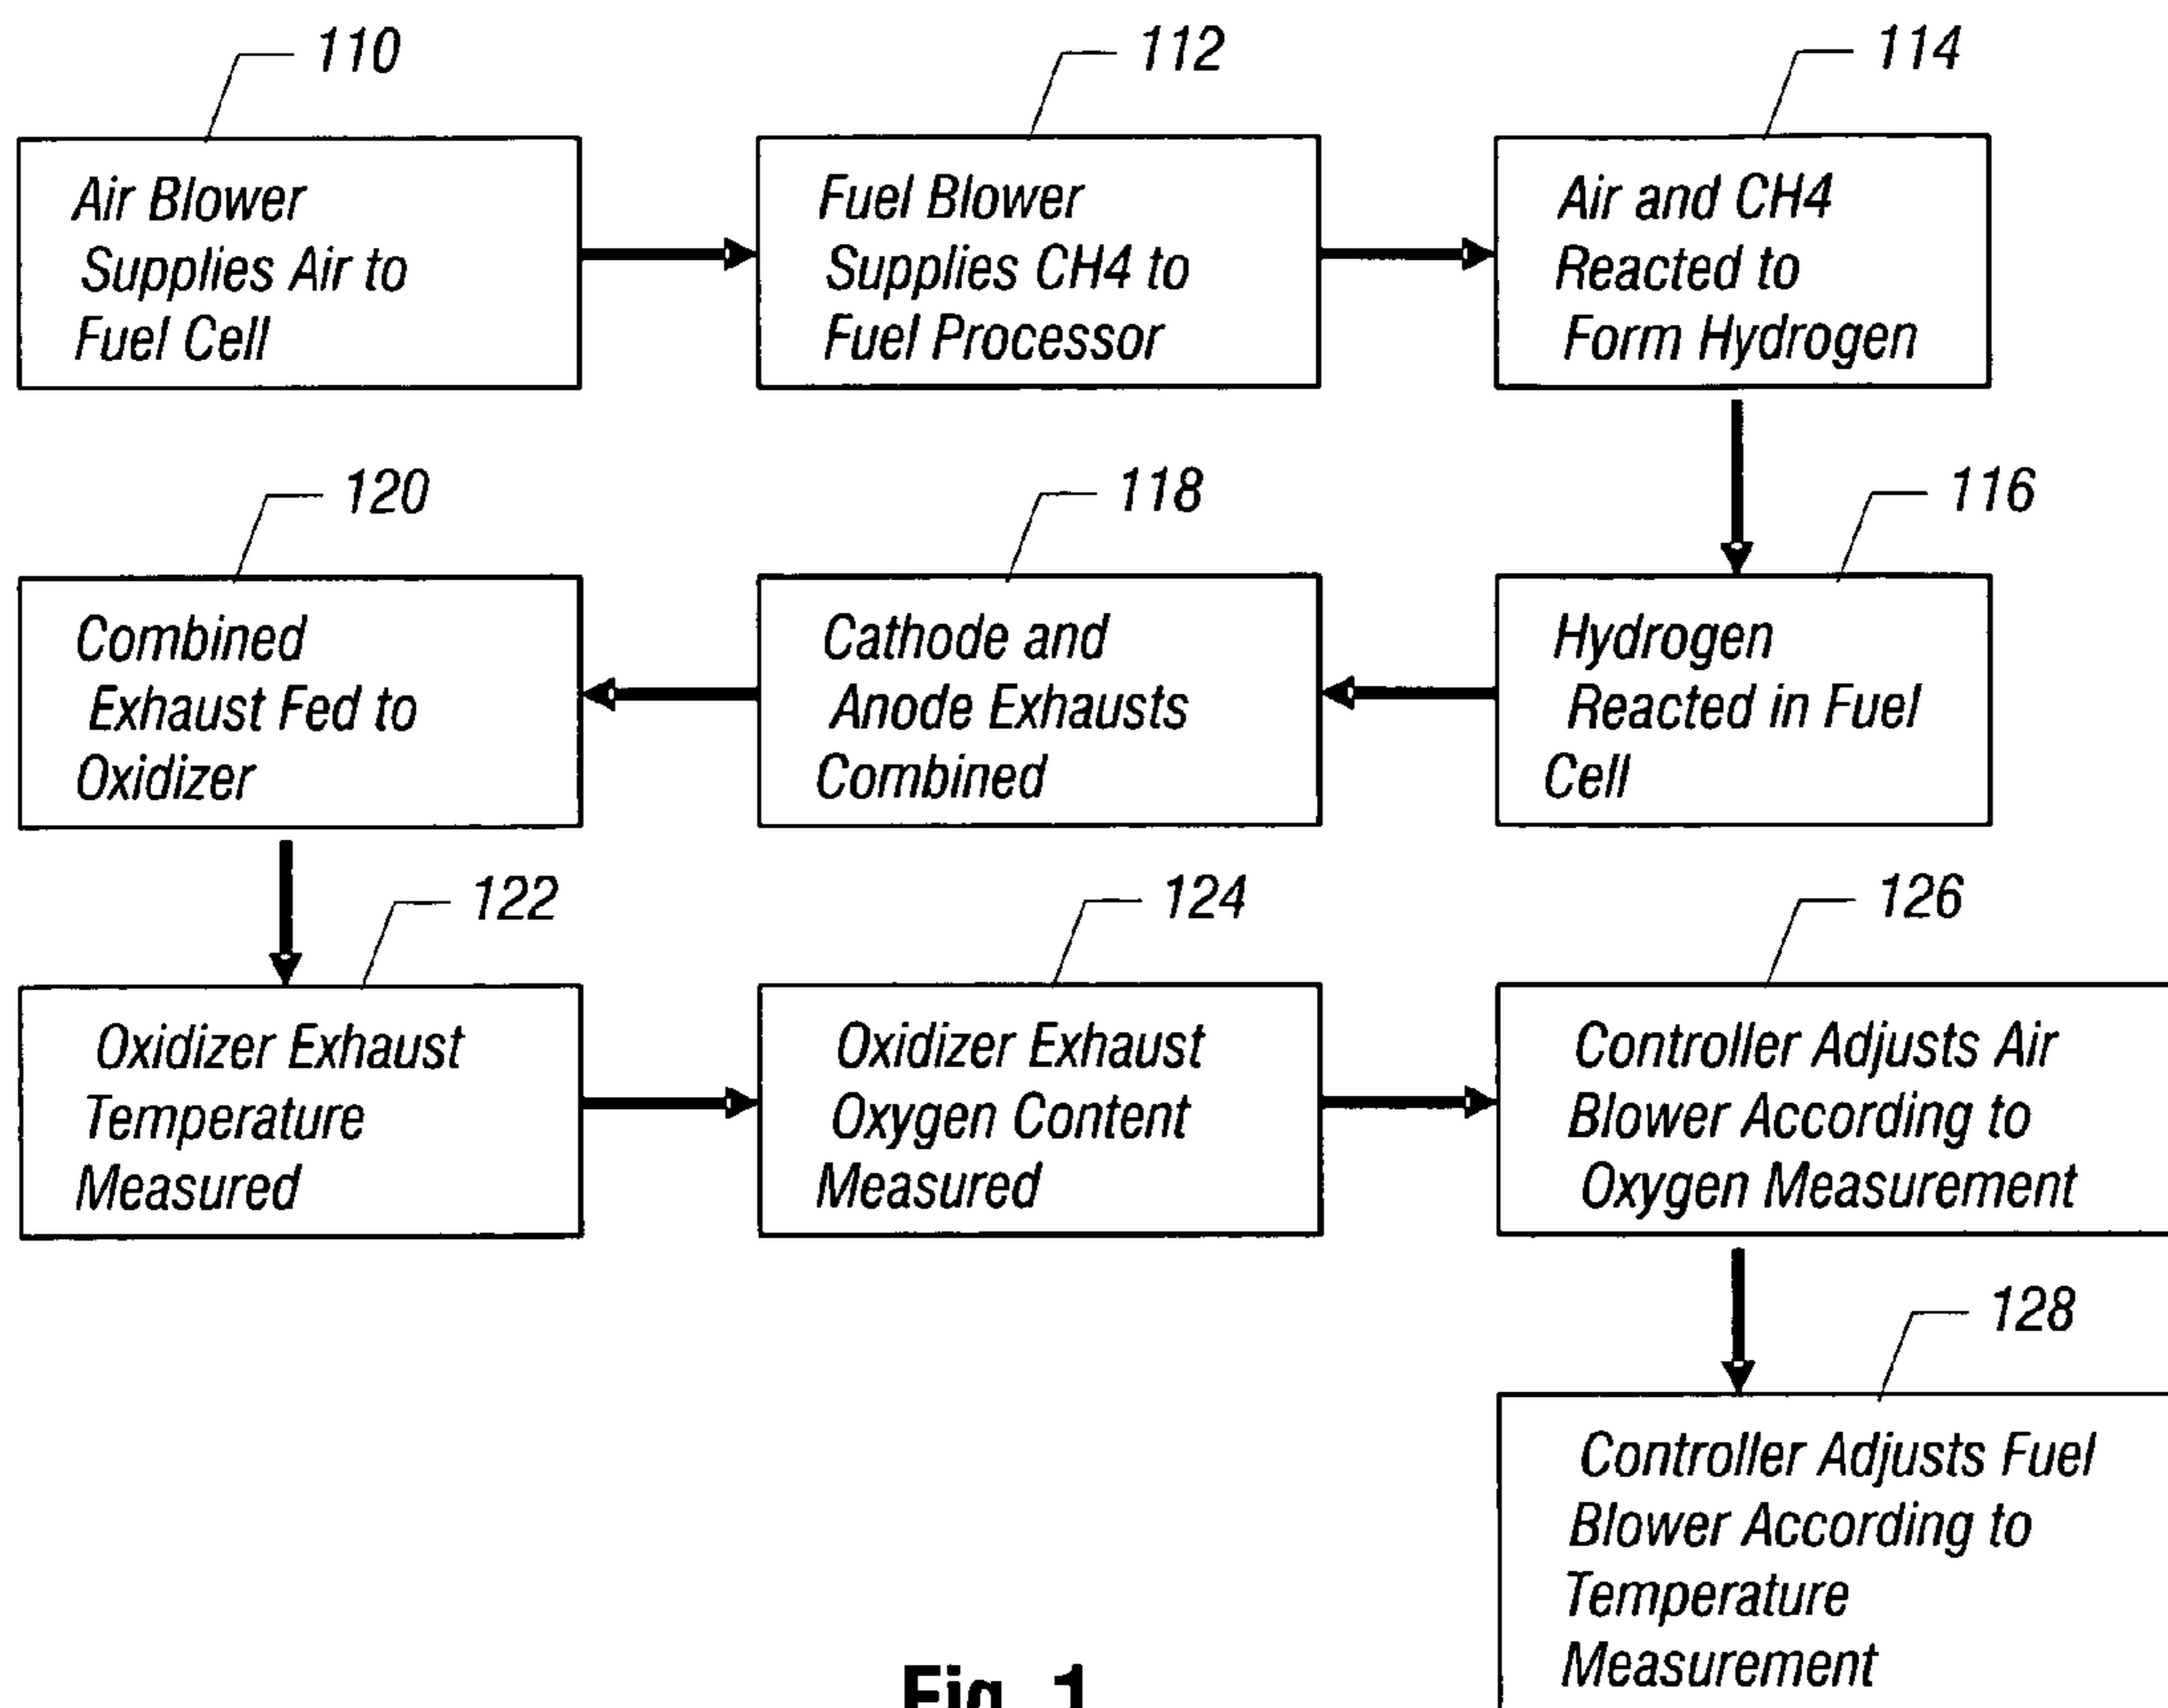 110
Air Blower
Supplies Air to
Fuel Cell
112
Fuel Blower
Supplies CH4 to
Fuel Processor
114
Air and CH4
Reacted to
Form Hydrogen
116
Hydrogen
Reacted in Fuel
Cell
118
Cathode and
Anode Exhausts
Combined
120
Combined
Exhaust Fed to
Oxidizer
122
Oxidizer Exhaust
Temperature
Measured
124
Oxidizer Exhaust
Oxygen Content
Measured
126
Controller Adjusts Air
Blower According to
Oxygen Measurement
128
Controller Adjusts Fuel
Blower According to
Temperature
Measurement
Fig. 1